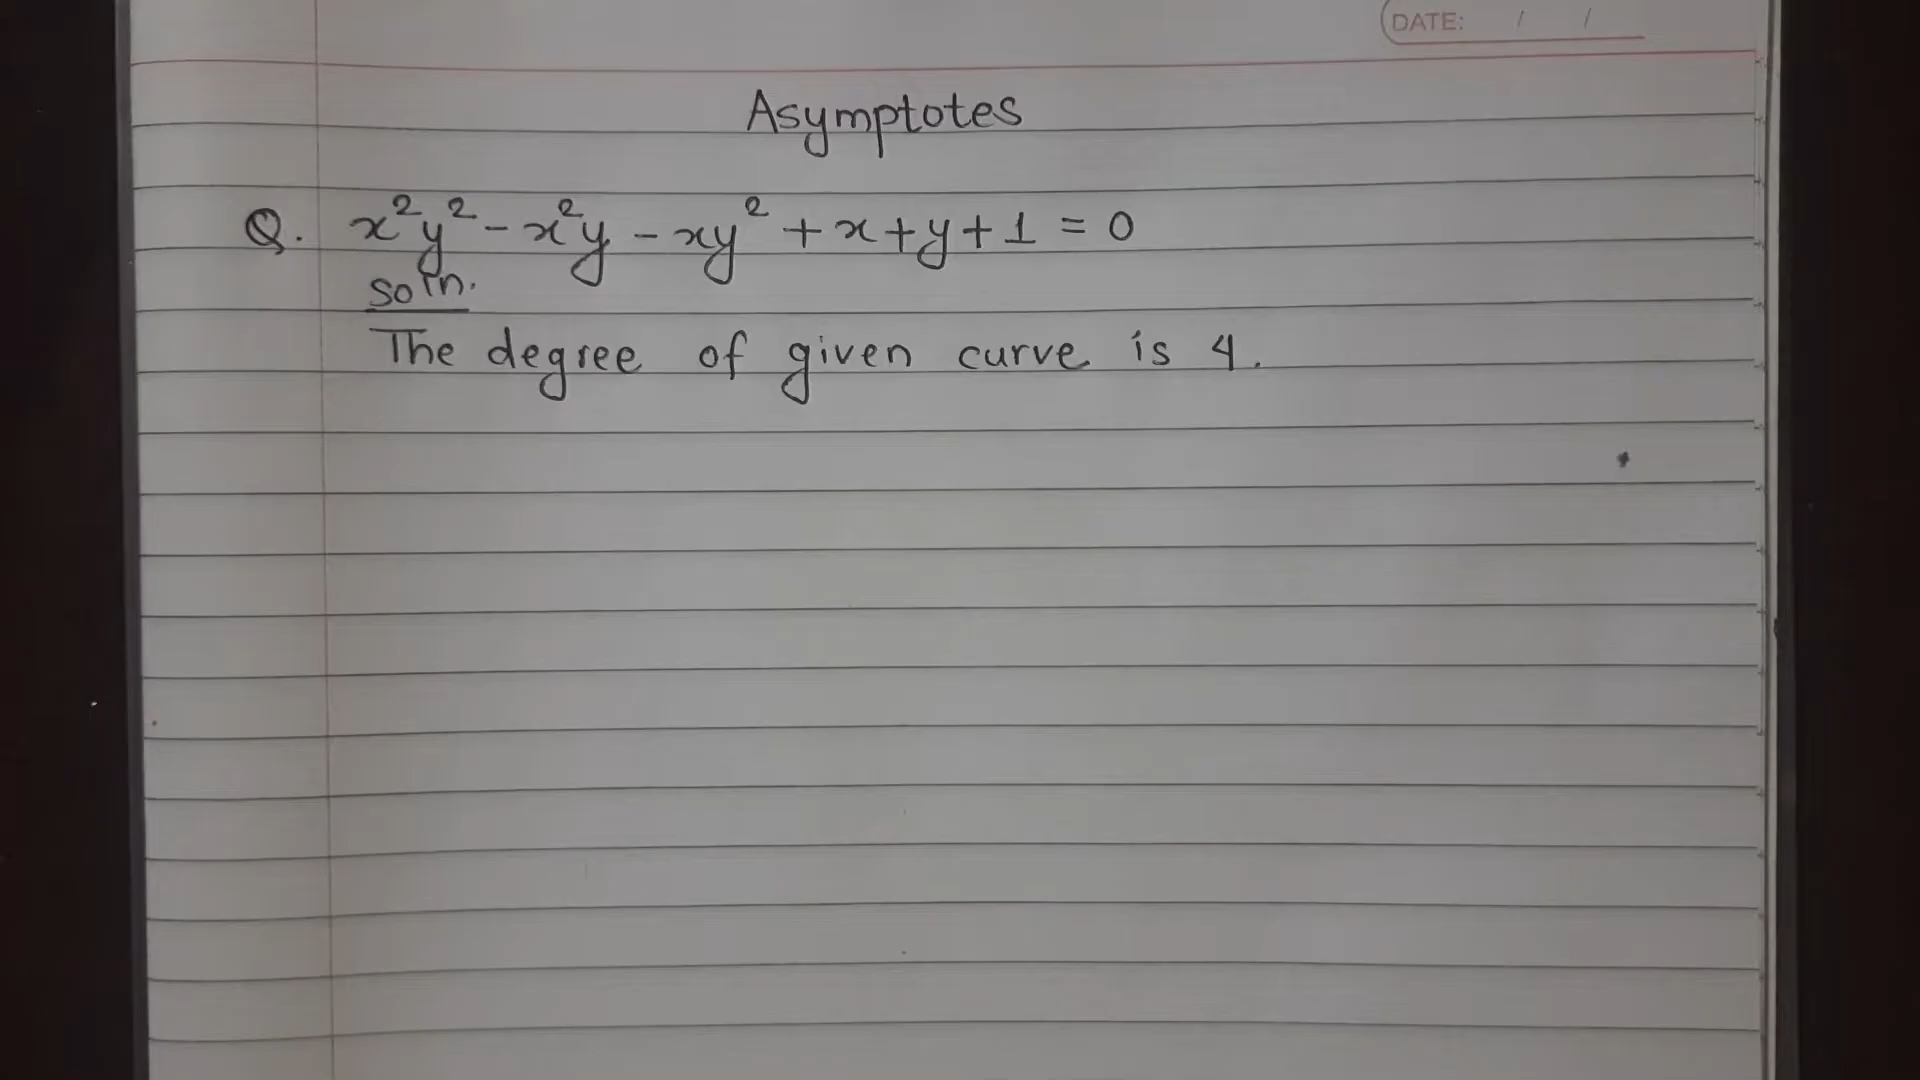 DATE: / /
Asymptotes
Q. x²y² - x²y - xy² + x + y + 1 = 0
soln.
The degree of given curve is 4.